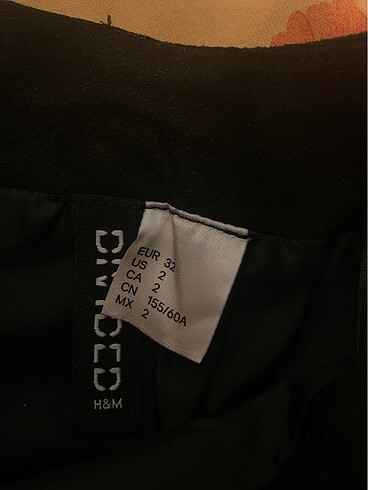 EUR 32
US 2
CA 2
CN 155/60A
MX 2
DIVIDED
H&M